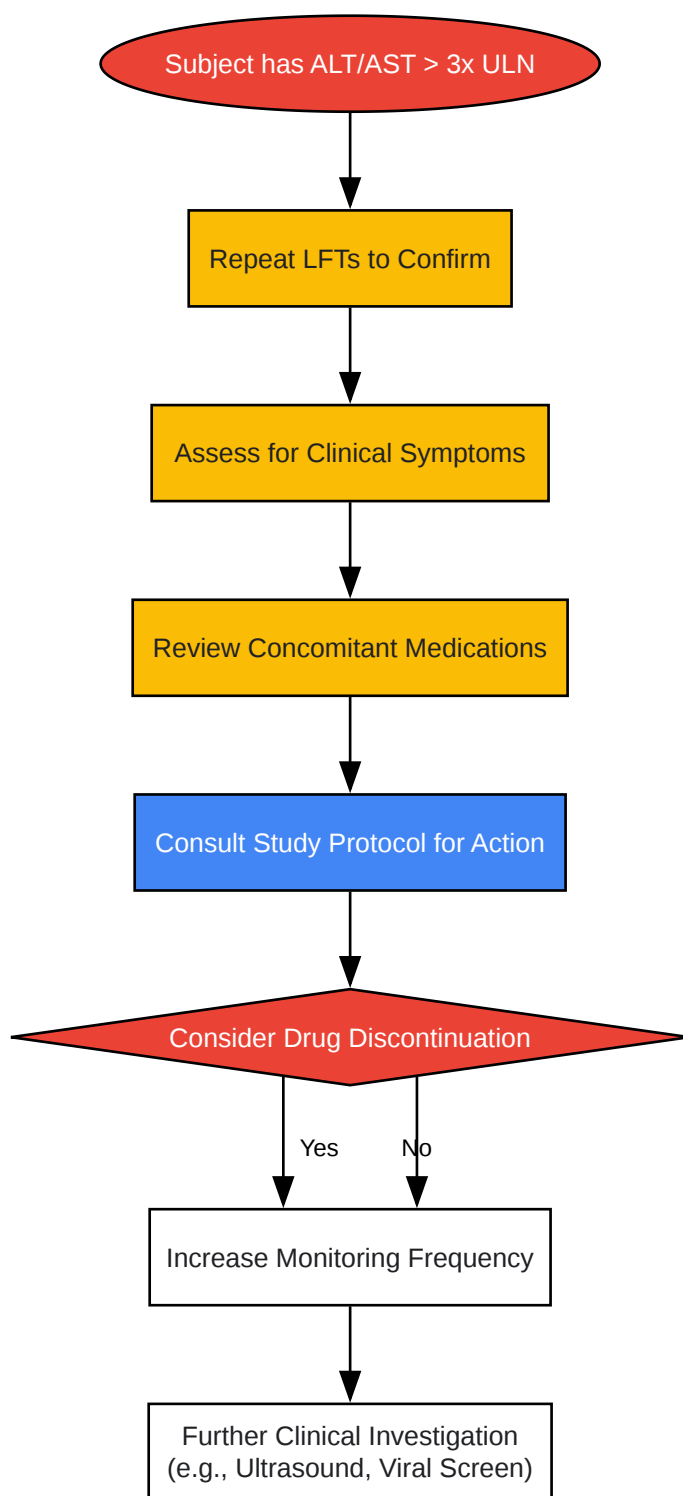 Subject has ALT/AST > 3x ULN
Repeat LFTs to Confirm
Assess for Clinical Symptoms
Review Concomitant Medications
Consult Study Protocol for Action
Consider Drug Discontinuation
Yes
No
Increase Monitoring Frequency
Further Clinical Investigation
(e.g., Ultrasound, Viral Screen)